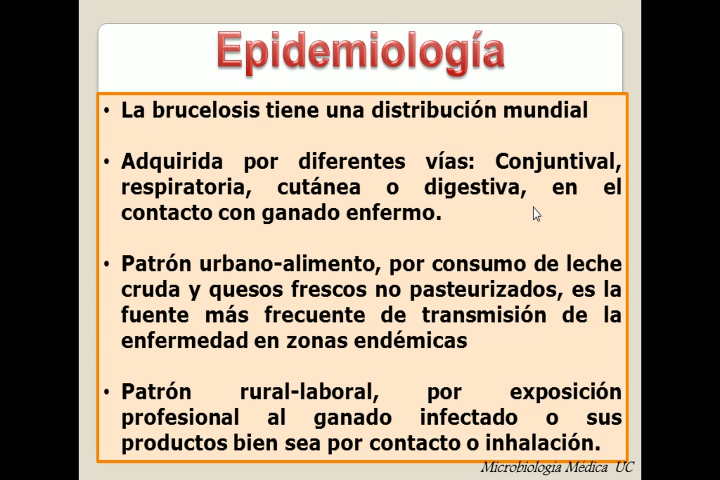 Epidemiología
• La brucelosis tiene una distribución mundial
• Adquirida por diferentes vías: Conjuntival,
respiratoria, cutánea o digestiva, en el
contacto con ganado enfermo.
• Patrón urbano-alimento, por consumo de leche
cruda y quesos frescos no pasteurizados, es la
fuente más frecuente de transmisión de la
enfermedad en zonas endémicas
• Patrón rural-laboral, por exposición
profesional al ganado infectado o sus
productos bien sea por contacto o inhalación.
Microbiología Médica UC